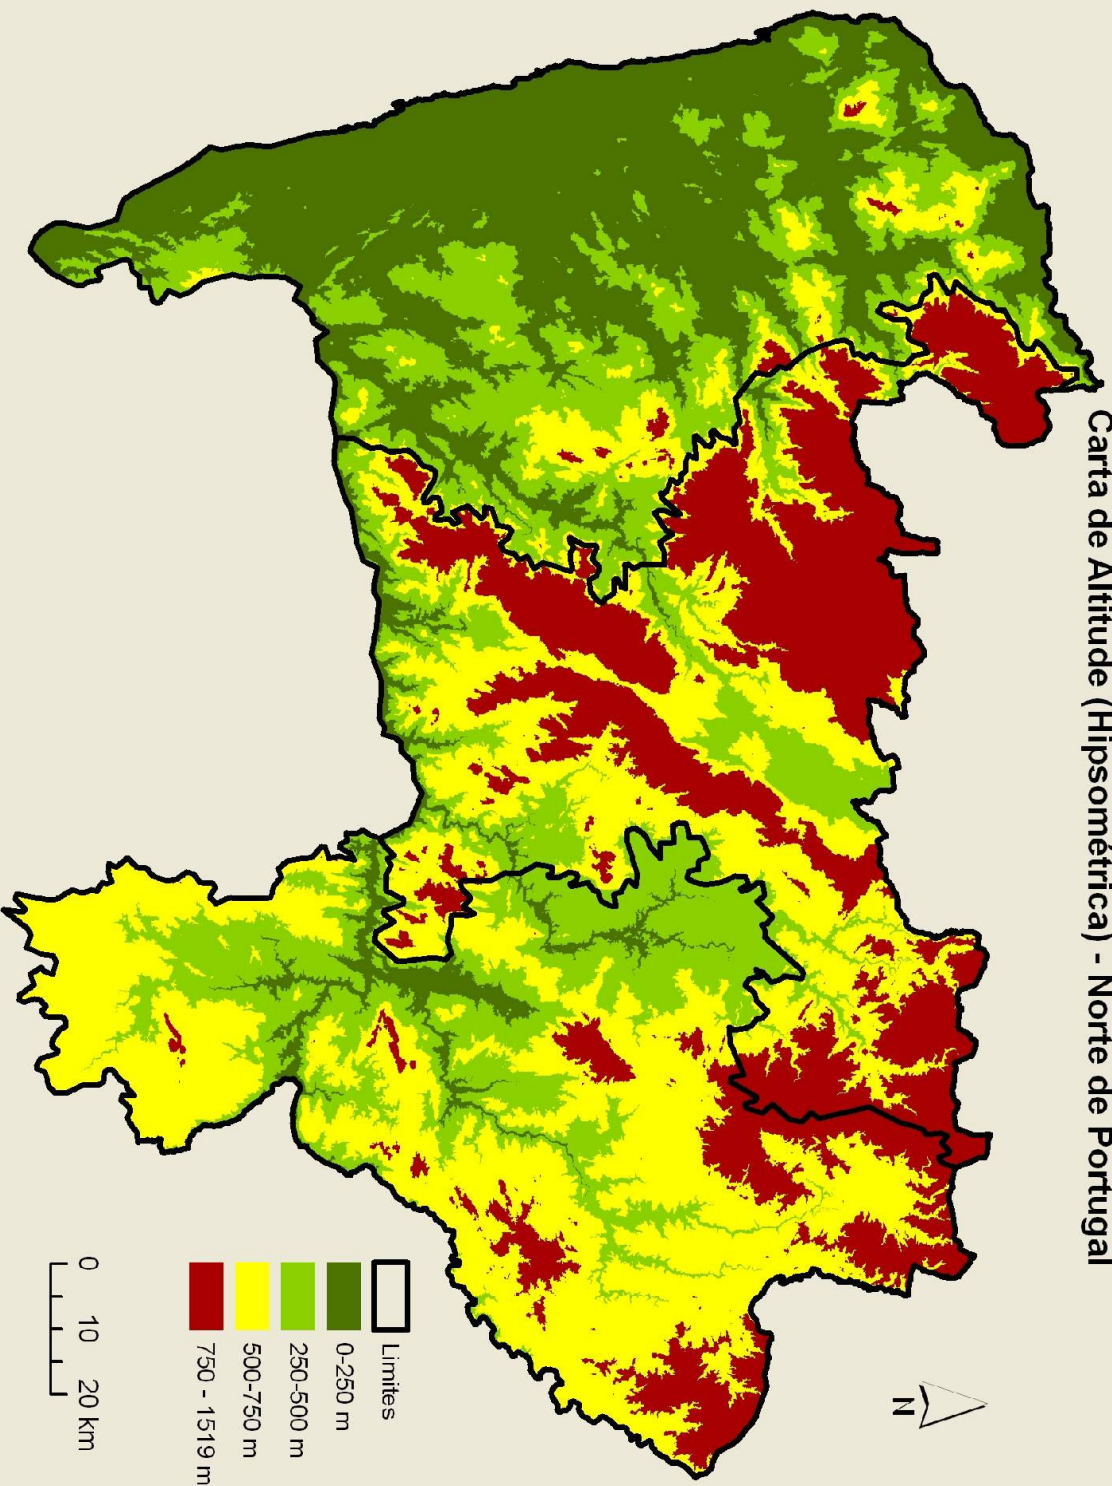 Carta de Altitude (Hipsométrica) - Norte de Portugal
N
Limites
0-250 m
250-500 m
500-750 m
750 - 1519 m
0 10 20 km